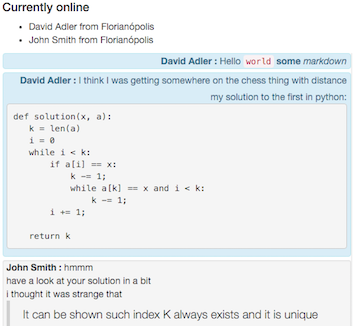 Currently online
David Adler from Florianópolis
John Smith from Florianópolis
David Adler : Hello world some markdown
David Adler : I think I was getting somewhere on the chess thing with distance
my solution to the first in python:
def solution(x, a):
    k = len(a)
    i = 0
    while i < k:
        if a[i] == x:
            k -= 1;
            while a[k] == x and i < k:
                k -= 1;
        i += 1;
    return k
John Smith : hmmm
have a look at your solution in a bit
i thought it was strange that
It can be shown such index K always exists and it is unique